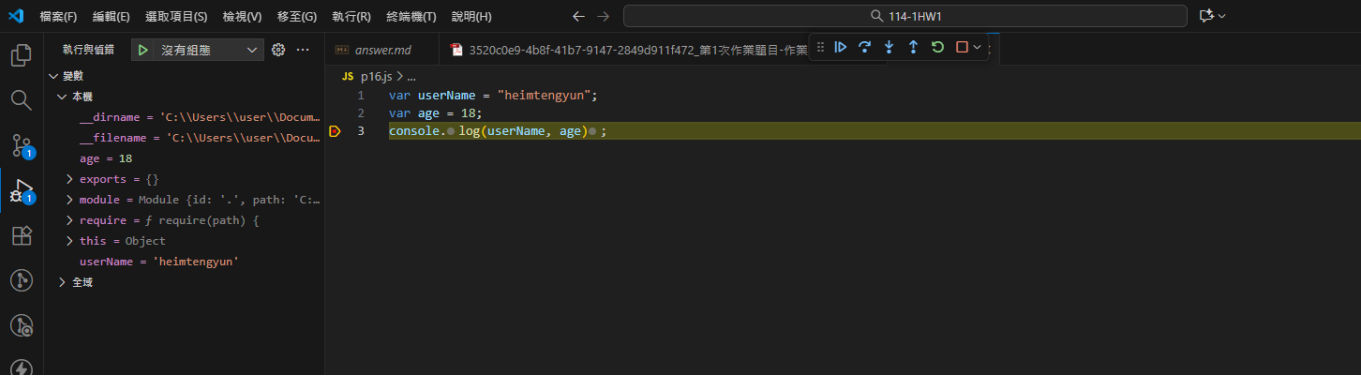 檔案(F) 編輯(E) 選取項目(S) 檢視(V) 移至(G) 執行(R) 終端機(T) 說明(H) 114-1HW1
執行與偵錯 沒有組態
answer.md 3520c0e9-4b8f-41b7-9147-2849d911f472_第1次作業題目-作業
變數
本機
__dirname = 'C:\\Users\\user\\Docum…
__filename = 'C:\\Users\\user\\Docu…
age = 18
exports = {}
module = Module {id: '.', path: 'C:…
require = ƒ require(path) {
this = Object
userName = 'heimtengyun'
全域
1
1
JS p16.js > ...
1 var userName = "heimtengyun";
2 var age = 18;
3 console. log(userName, age) ;